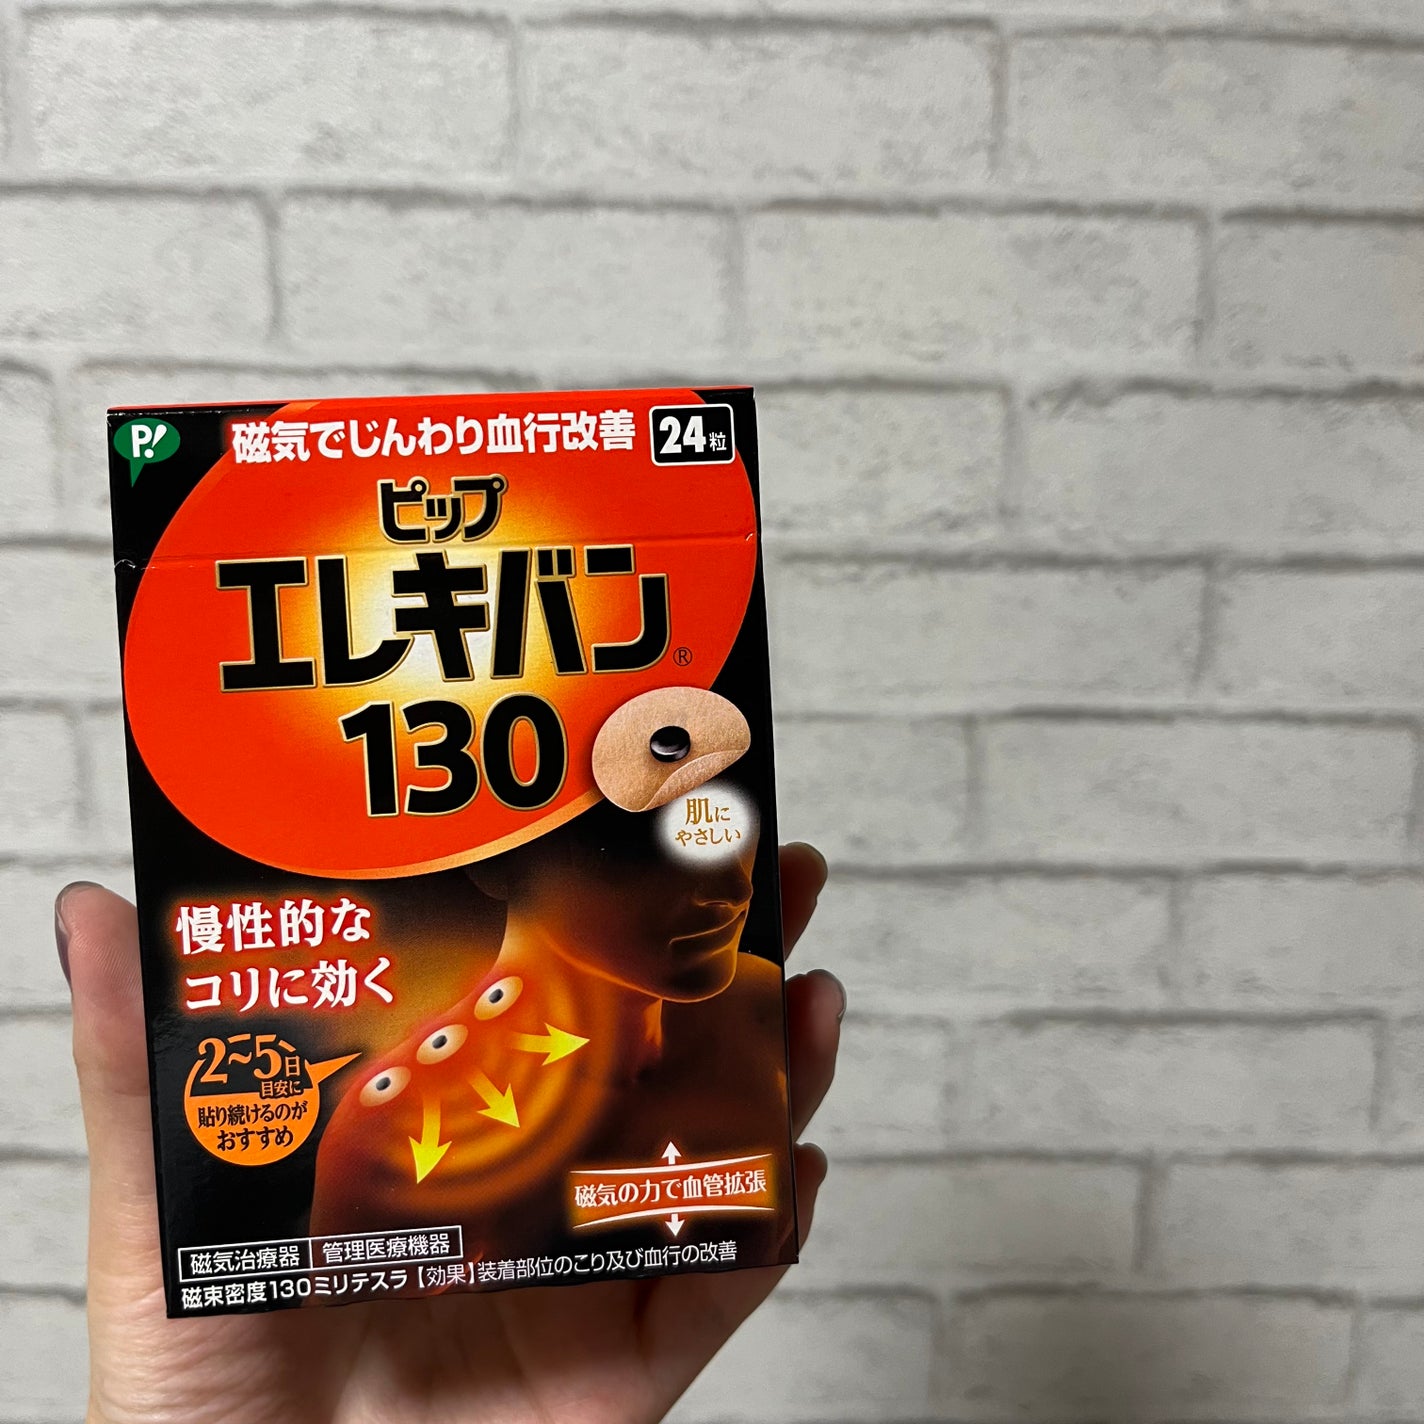 P!
磁気でじんわり血行改善
24粒
ピップ
エレキバン®
130
肌に
やさしい
慢性的な
コリに効く
2~5日
目安に
貼り続けるのが
おすすめ
磁気の力で血管拡張
磁気治療器 管理医療機器
磁束密度130ミリテスラ【効果】装着部位のこり及び血行の改善